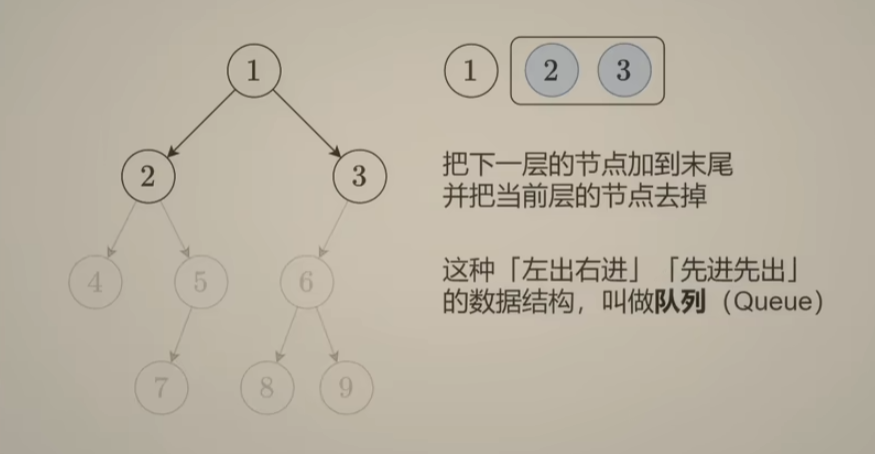 1
1 2 3
把下一层的节点加到末尾
并把当前层的节点去掉
2 3
这种「左出右进」「先进先出」
的数据结构，叫做队列（Queue）
4 5 6
7 8 9